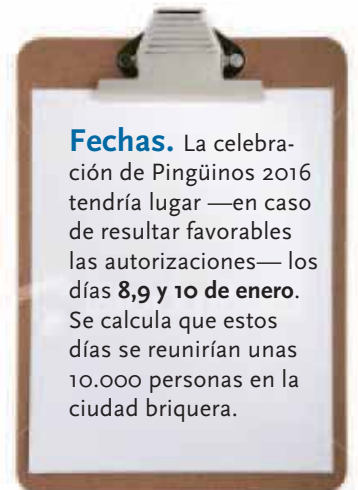 Fechas. La celebra-
ción de Pingüinos 2016
tendría lugar —en caso
de resultar favorables
las autorizaciones— los
días 8,9 y 10 de enero.
Se calcula que estos
días se reunirían unas
10.000 personas en la
ciudad briquera.